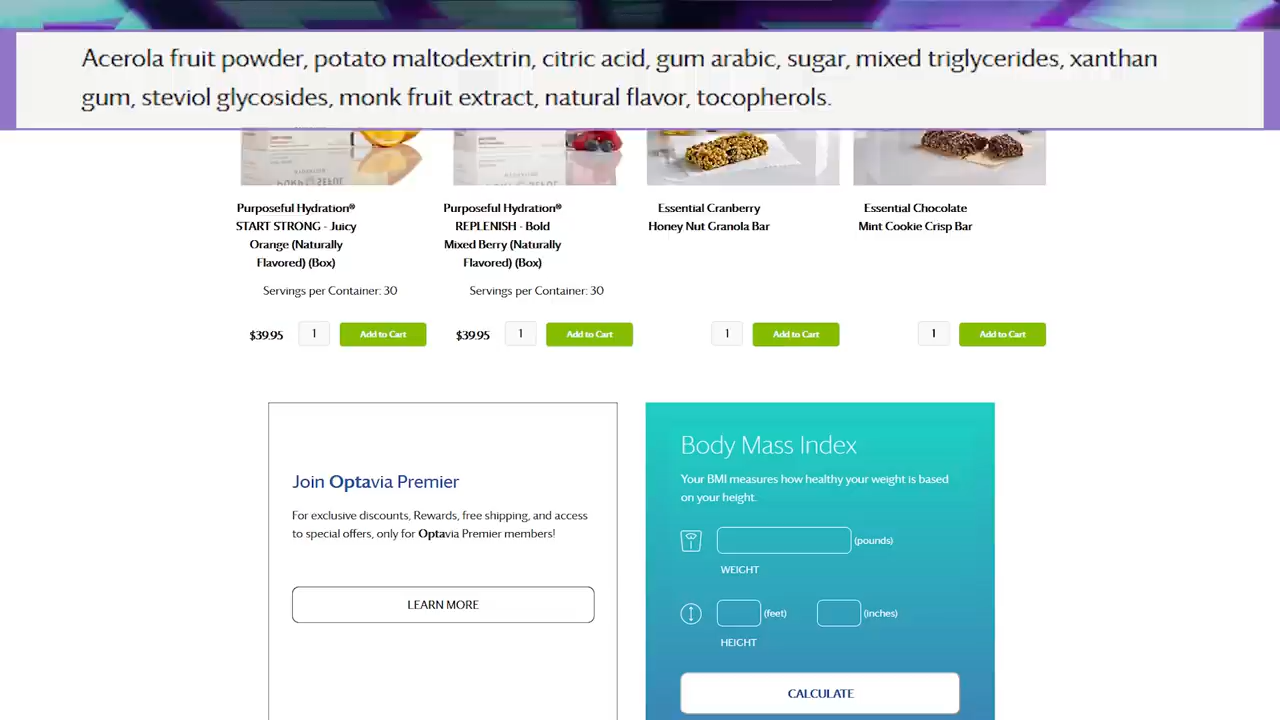 Acerola fruit powder, potato maltodextrin, citric acid, gum arabic, sugar, mixed triglycerides, xanthan
gum, steviol glycosides, monk fruit extract, natural flavor, tocopherols.
Purposeful Hydration®
START STRONG - Juicy
Orange (Naturally
Flavored) (Box)
Servings per Container: 30
$39.95
1
Add to Cart
Purposeful Hydration®
REPLENISH - Bold
Mixed Berry (Naturally
Flavored) (Box)
Servings per Container: 30
$39.95
1
Add to Cart
Essential Cranberry
Honey Nut Granola Bar
1
Add to Cart
Essential Chocolate
Mint Cookie Crisp Bar
1
Add to Cart
Join Optavia Premier
For exclusive discounts, Rewards, free shipping, and access
to special offers, only for Optavia Premier members!
LEARN MORE
Body Mass Index
Your BMI measures how healthy your weight is based
on your height.
(pounds)
WEIGHT
(feet)
(inches)
HEIGHT
CALCULATE